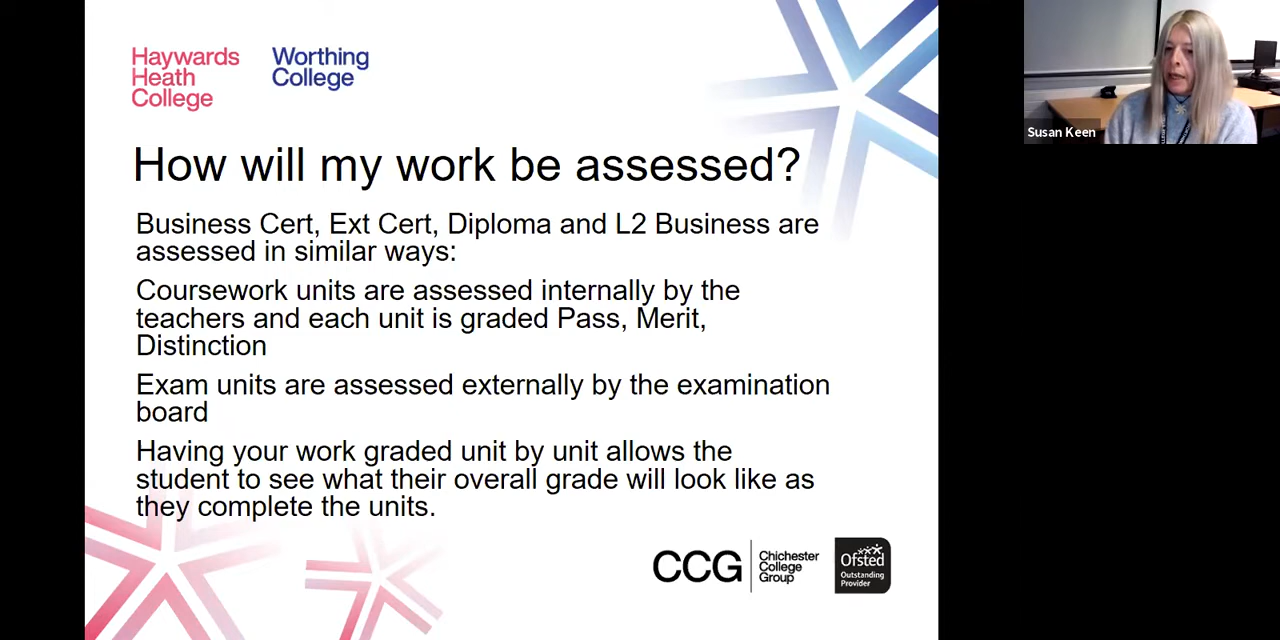 Haywards
Heath
College
Worthing
College
How will my work be assessed?
Business Cert, Ext Cert, Diploma and L2 Business are
assessed in similar ways:
Coursework units are assessed internally by the
teachers and each unit is graded Pass, Merit,
Distinction
Exam units are assessed externally by the examination
board
Having your work graded unit by unit allows the
student to see what their overall grade will look like as
they complete the units.
CCG
Chichester
College
Group
Ofsted
Outstanding
Provider
Susan Keen